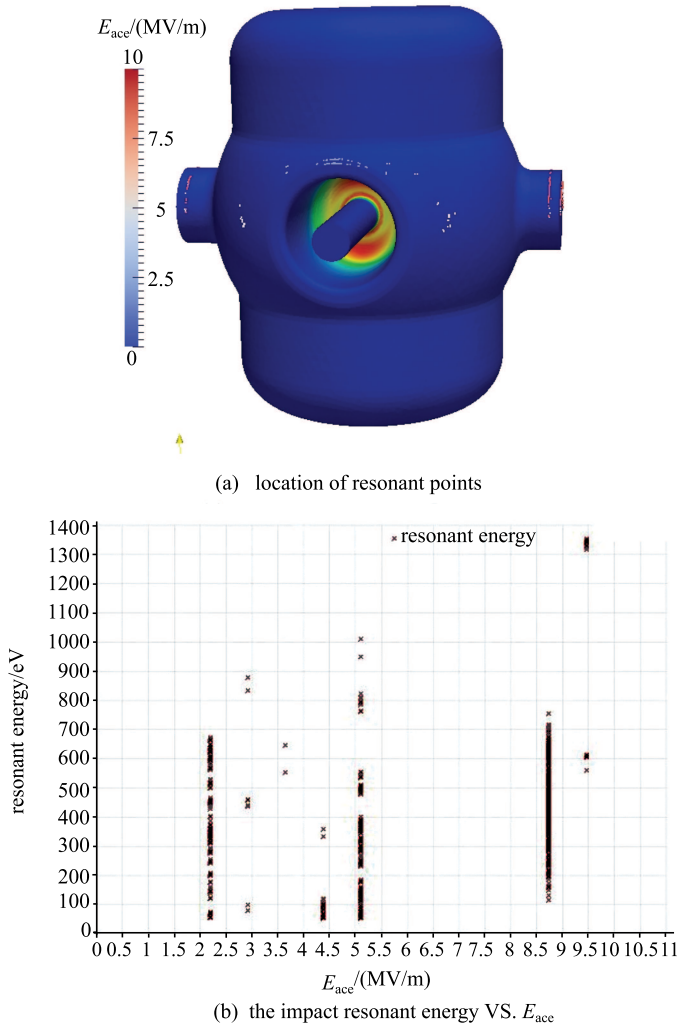 E_ace/(MV/m)
10
7.5
5
2.5
0
(a) location of resonant points
resonant energy/eV
1400
1300
1200
1100
1000
900
800
700
600
500
400
300
200
100
0
resonant energy
0 0.5 1 1.5 2 2.5 3 3.5 4 4.5 5 5.5 6 6.5 7 7.5 8 8.5 9 9.5 10 10.5 11
E_ace/(MV/m)
(b) the impact resonant energy VS. E_ace